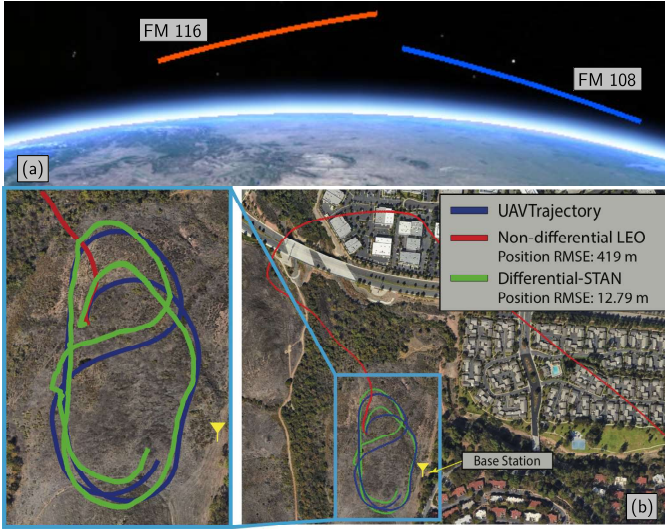 FM 116
FM 108
(a)
UAVTrajectory
Non-differential LEO
Position RMSE: 419 m
Differential-STAN
Position RMSE: 12.79 m
Base Station
(b)